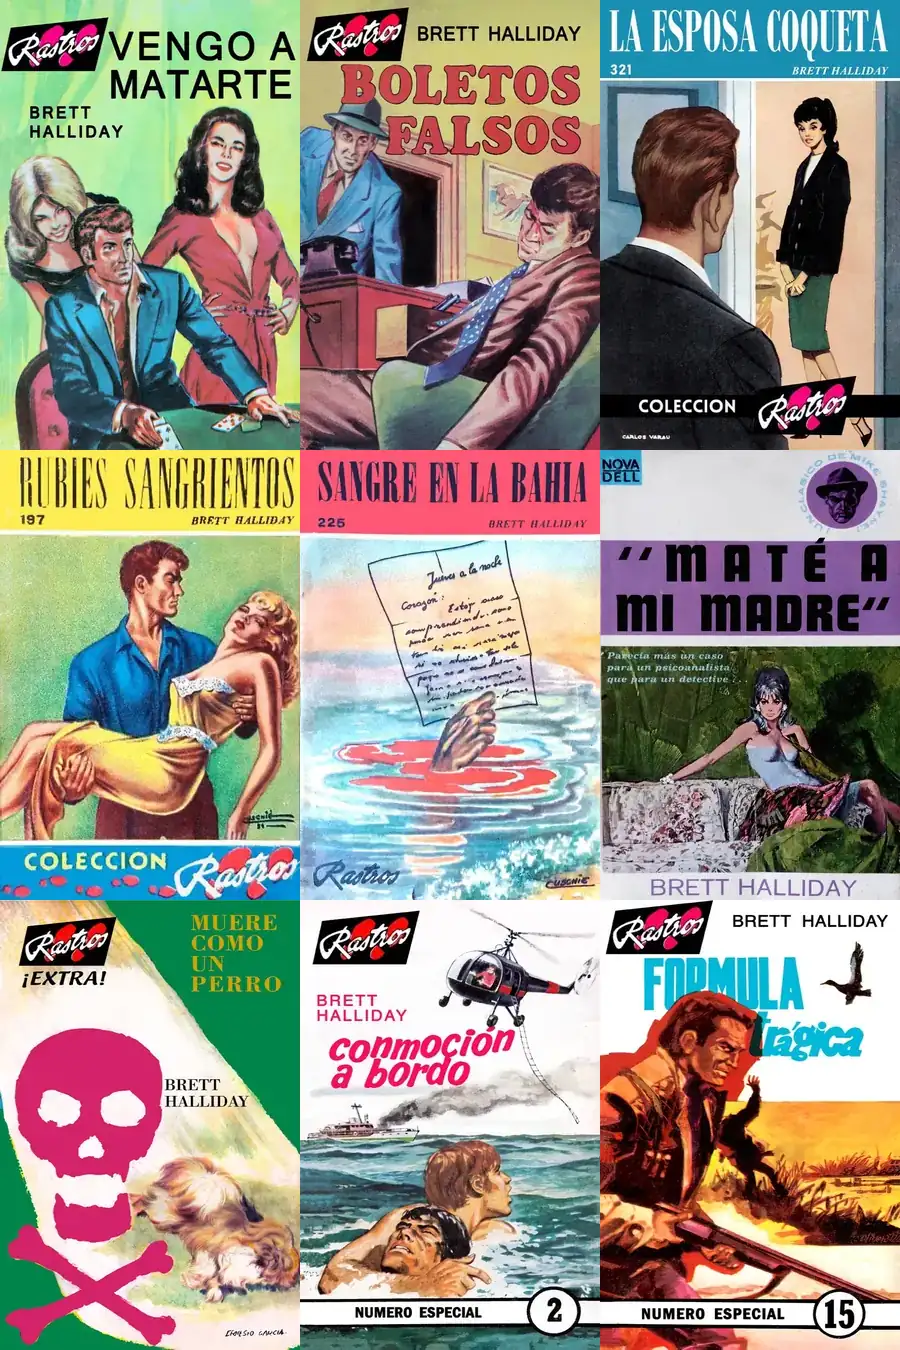 Rastros
VENGO A
MATARTE
BRETT
HALLIDAY
Rastros
BRETT HALLIDAY
BOLETOS
FALSOS
LA ESPOSA COQUETA
321
BRETT HALLIDAY
COLECCION
Rastros
CARLOS VARAU
RUBIES SANGRIENTOS
197
BRETT HALLIDAY
COLECCION
Rastros
SANGRE EN LA BAHIA
225
BRETT HALLIDAY
Jueves a la noche
Corazón: Estoy
Rastros
NOVA
DELL
¡UN CLASICO DE MIKE SHAYNE!
“MATÉ A
MI MADRE”
Parecía más un caso
para un psicoanalista
que para un detective...
BRETT HALLIDAY
Rastros
¡EXTRA!
MUERE
COMO
UN
PERRO
BRETT
HALLIDAY
Rastros
BRETT
HALLIDAY
conmoción
a bordo
NUMERO ESPECIAL
2
Rastros
BRETT HALLIDAY
FORMULA
trágica
NUMERO ESPECIAL
15